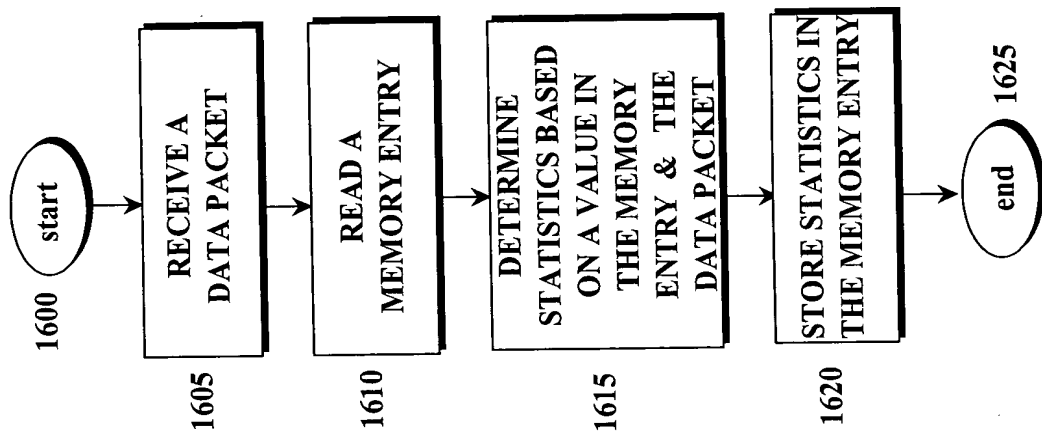 1600
start
1605
RECEIVE A
DATA PACKET
1610
READ A
MEMORY ENTRY
1615
DETERMINE
STATISTICS BASED
ON A VALUE IN
THE MEMORY
ENTRY & THE
DATA PACKET
1620
STORE STATISTICS IN
THE MEMORY ENTRY
end
1625